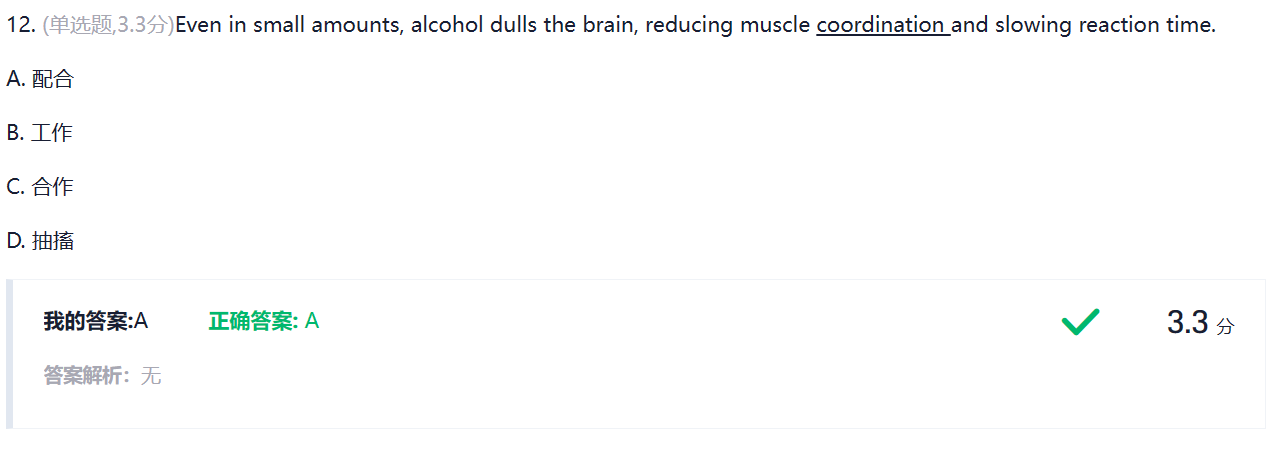 12. (单选题,3.3分)Even in small amounts, alcohol dulls the brain, reducing muscle coordination and slowing reaction time.
A. 配合
B. 工作
C. 合作
D. 抽搐
我的答案:A 正确答案: A 3.3 分
答案解析：无